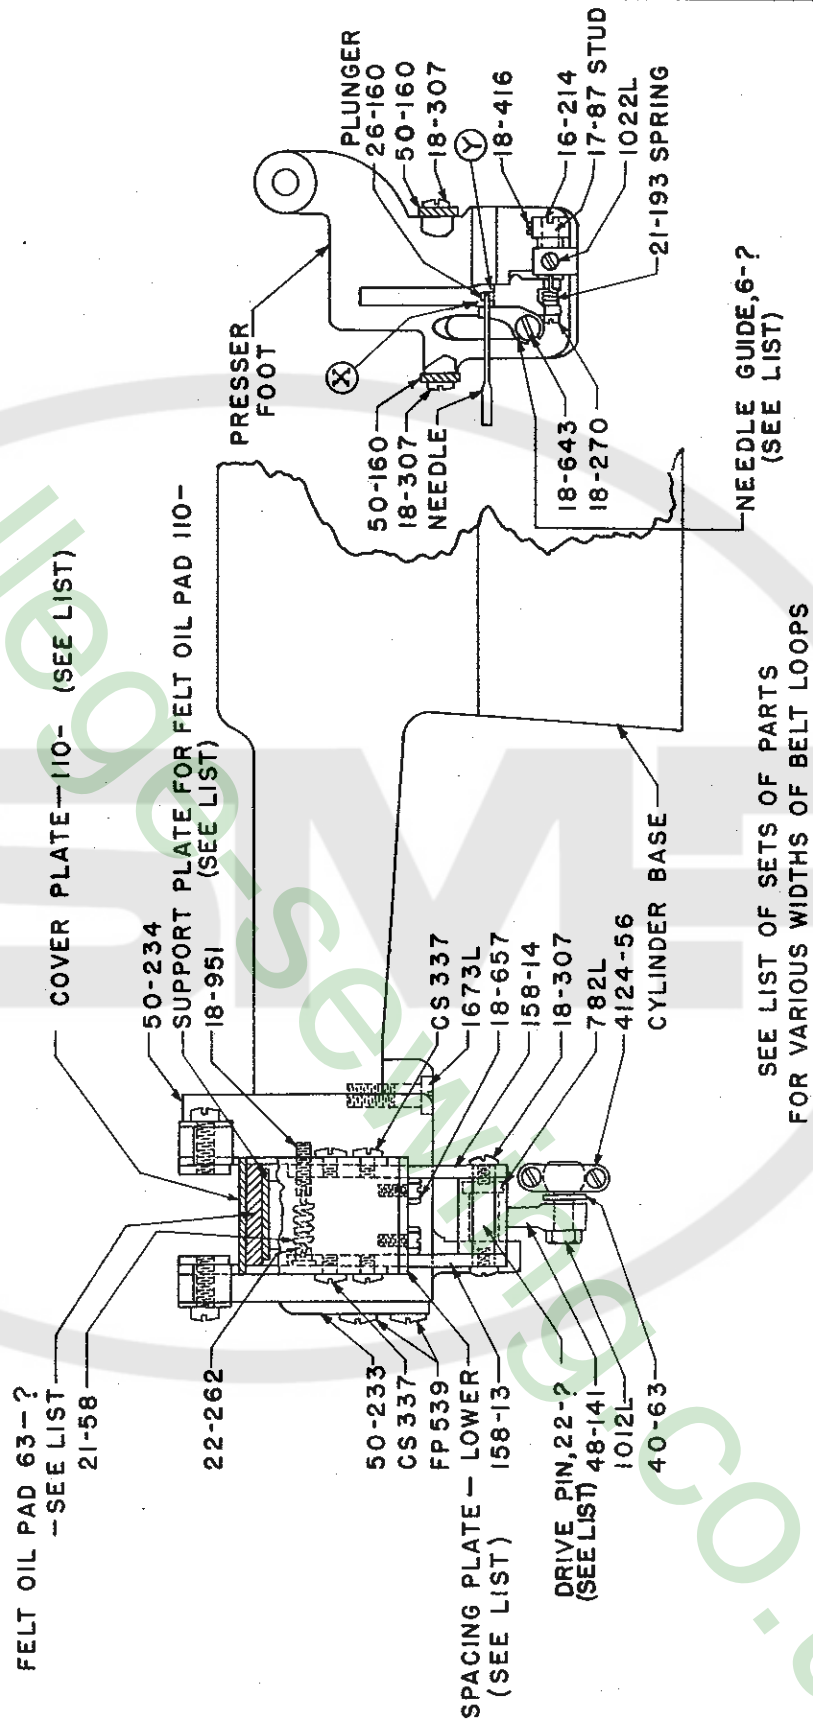 FELT OIL PAD 63-?
-SEE LIST
21-58
22-262
50-233
CS 337
FP 539
SPACING PLATE - LOWER
(SEE LIST)
158-13
DRIVE PIN, 22-?
(SEE LIST)
48-141
1012L
40-63
COVER PLATE-110- (SEE LIST)
50-234
SUPPORT PLATE FOR FELT OIL PAD 110-
(SEE LIST)
18-951
CS 337
1673L
18-657
158-14
18-307
782L
4124-56
CYLINDER BASE
SEE LIST OF SETS OF PARTS
FOR VARIOUS WIDTHS OF BELT LOOPS
PRESSER
FOOT
X
50-160
18-307
NEEDLE
18-643
18-270
NEEDLE GUIDE, 6-?
(SEE LIST)
PLUNGER
26-160
50-160
18-307
Y
18-416
16-214
17-87 STUD
1022L
21-193 SPRING
llege-sewing.co.
SM